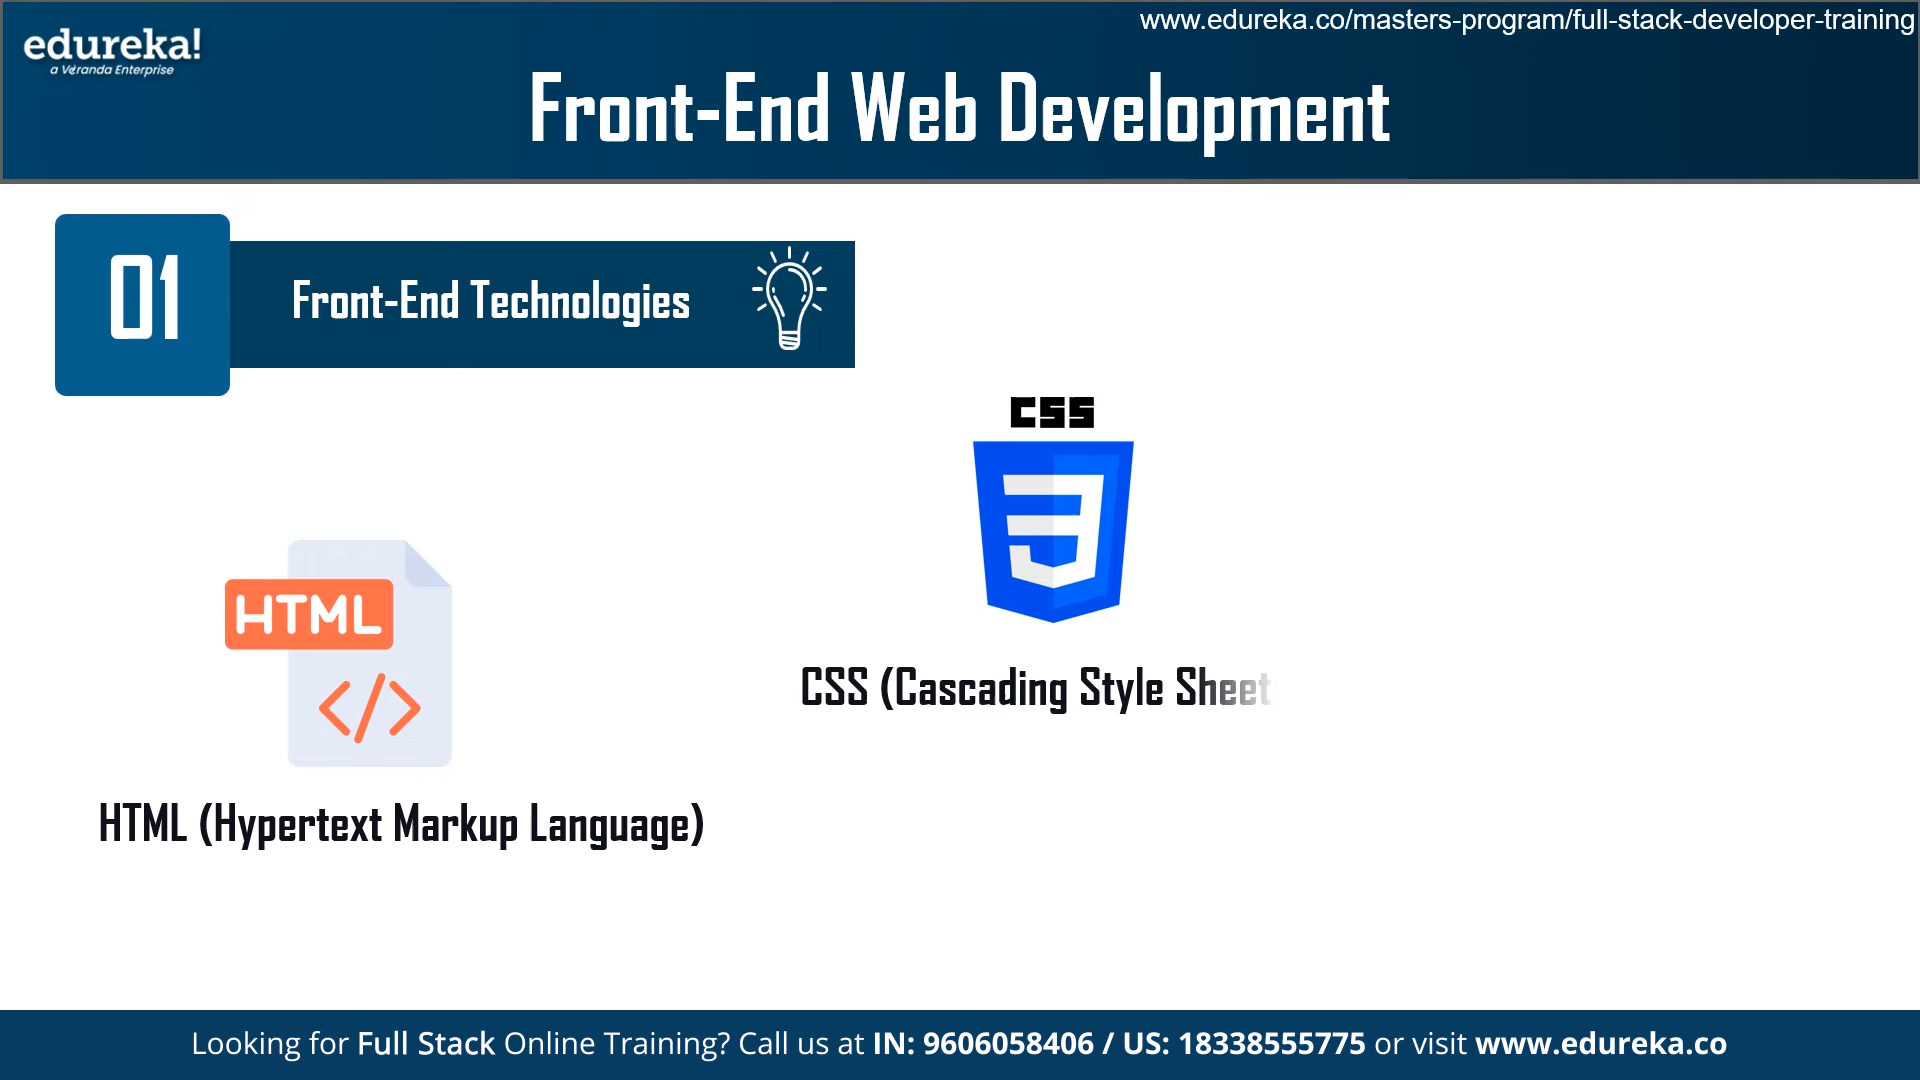 www.edureka.co/masters-program/full-stack-developer-training
edureka!
a Veranda Enterprise
Front-End Web Development
01
Front-End Technologies
CSS
HTML
</>
CSS (Cascading Style Sheet
HTML (Hypertext Markup Language)
Looking for Full Stack Online Training? Call us at IN: 9606058406 / US: 18338555775 or visit www.edureka.co